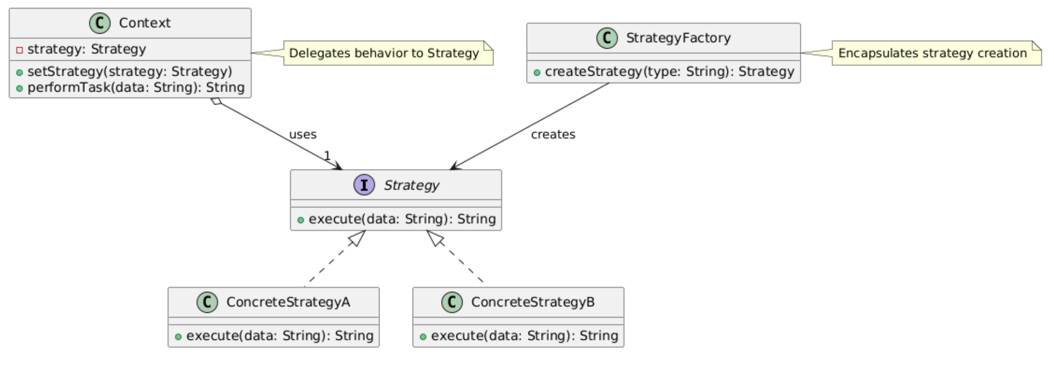 C Context
strategy: Strategy
setStrategy(strategy: Strategy)
performTask(data: String): String
Delegates behavior to Strategy
C StrategyFactory
createStrategy(type: String): Strategy
Encapsulates strategy creation
uses
1
creates
I Strategy
execute(data: String): String
C ConcreteStrategyA
execute(data: String): String
C ConcreteStrategyB
execute(data: String): String